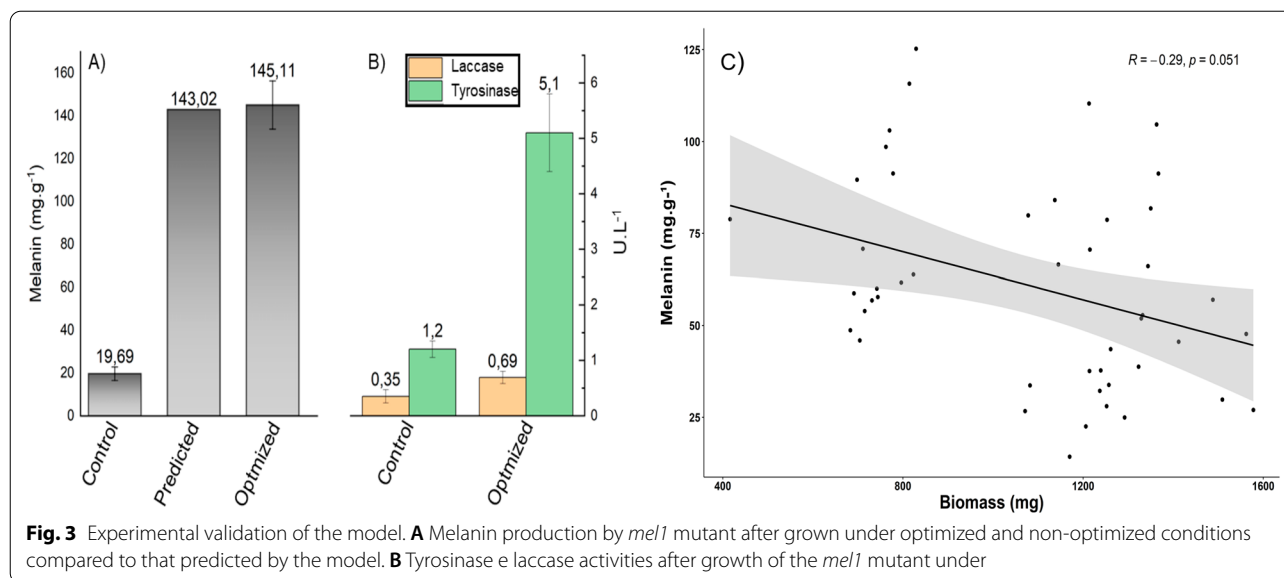 A)
160
140
120
100
80
60
40
20
0
Melanin (mg.g-1)
19,69
143,02
145,11
Control
Predicted
Optmized
B)
Laccase
Tyrosinase
0,35
1,2
0,69
5,1
6
5
4
3
2
1
0
U.L-1
Control
Optmized
C)
R = −0.29, p = 0.051
125
100
75
50
25
Melanin (mg.g-¹)
400
800
1200
1600
Biomass (mg)
Fig. 3 Experimental validation of the model. A Melanin production by mel1 mutant after grown under optimized and non-optimized conditions
compared to that predicted by the model. B Tyrosinase e laccase activities after growth of the mel1 mutant under